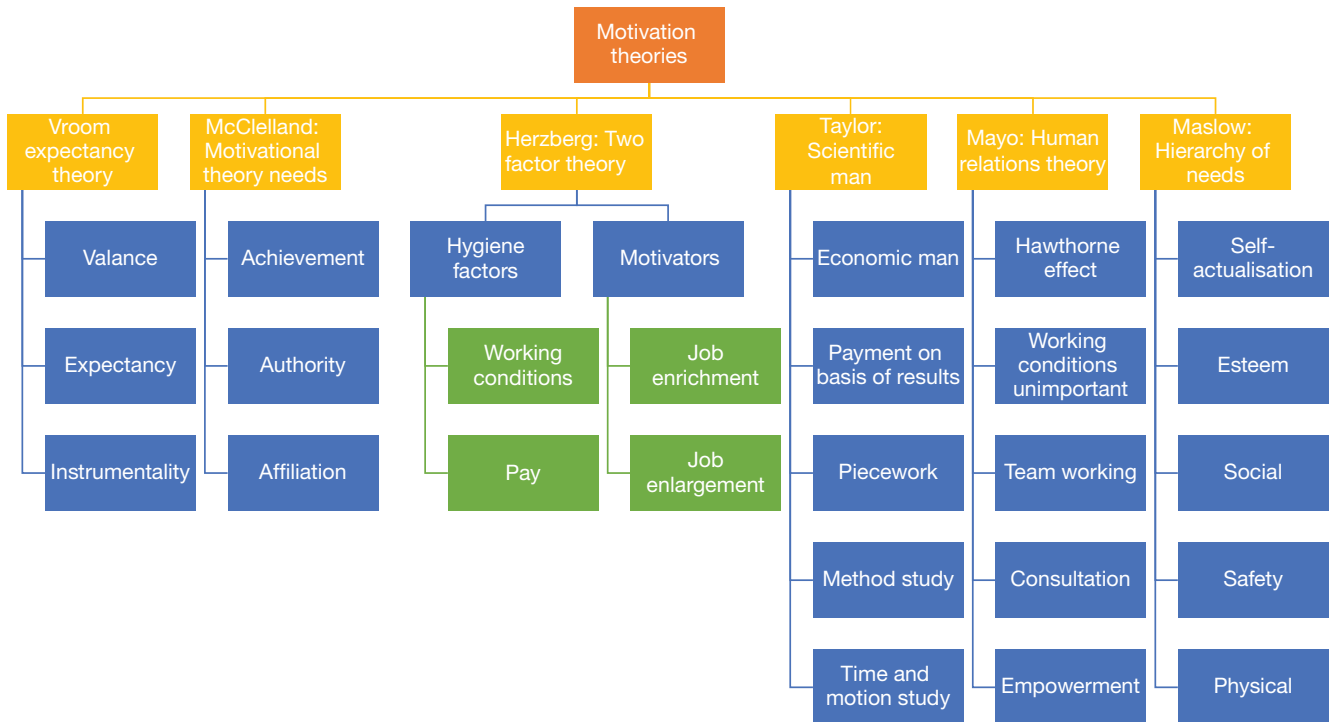 Motivation
theories
Vroom
expectancy
theory
McClelland:
Motivational
theory needs
Herzberg: Two
factor theory
Taylor:
Scientific
man
Mayo: Human
relations theory
Maslow:
Hierarchy of
needs
Valance
Expectancy
Instrumentality
Achievement
Authority
Affiliation
Hygiene
factors
Working
conditions
Pay
Motivators
Job
enrichment
Job
enlargement
Economic man
Payment on
basis of results
Piecework
Method study
Time and
motion study
Hawthorne
effect
Working
conditions
unimportant
Team working
Consultation
Empowerment
Self-
actualisation
Esteem
Social
Safety
Physical